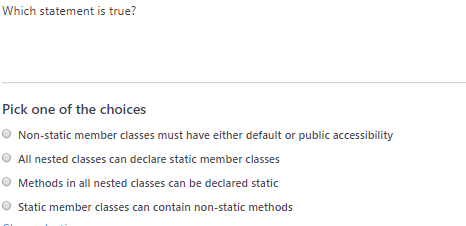 Which statement is true?
Pick one of the choices
Non-static member classes must have either default or public accessibility
All nested classes can declare static member classes
Methods in all nested classes can be declared static
Static member classes can contain non-static methods